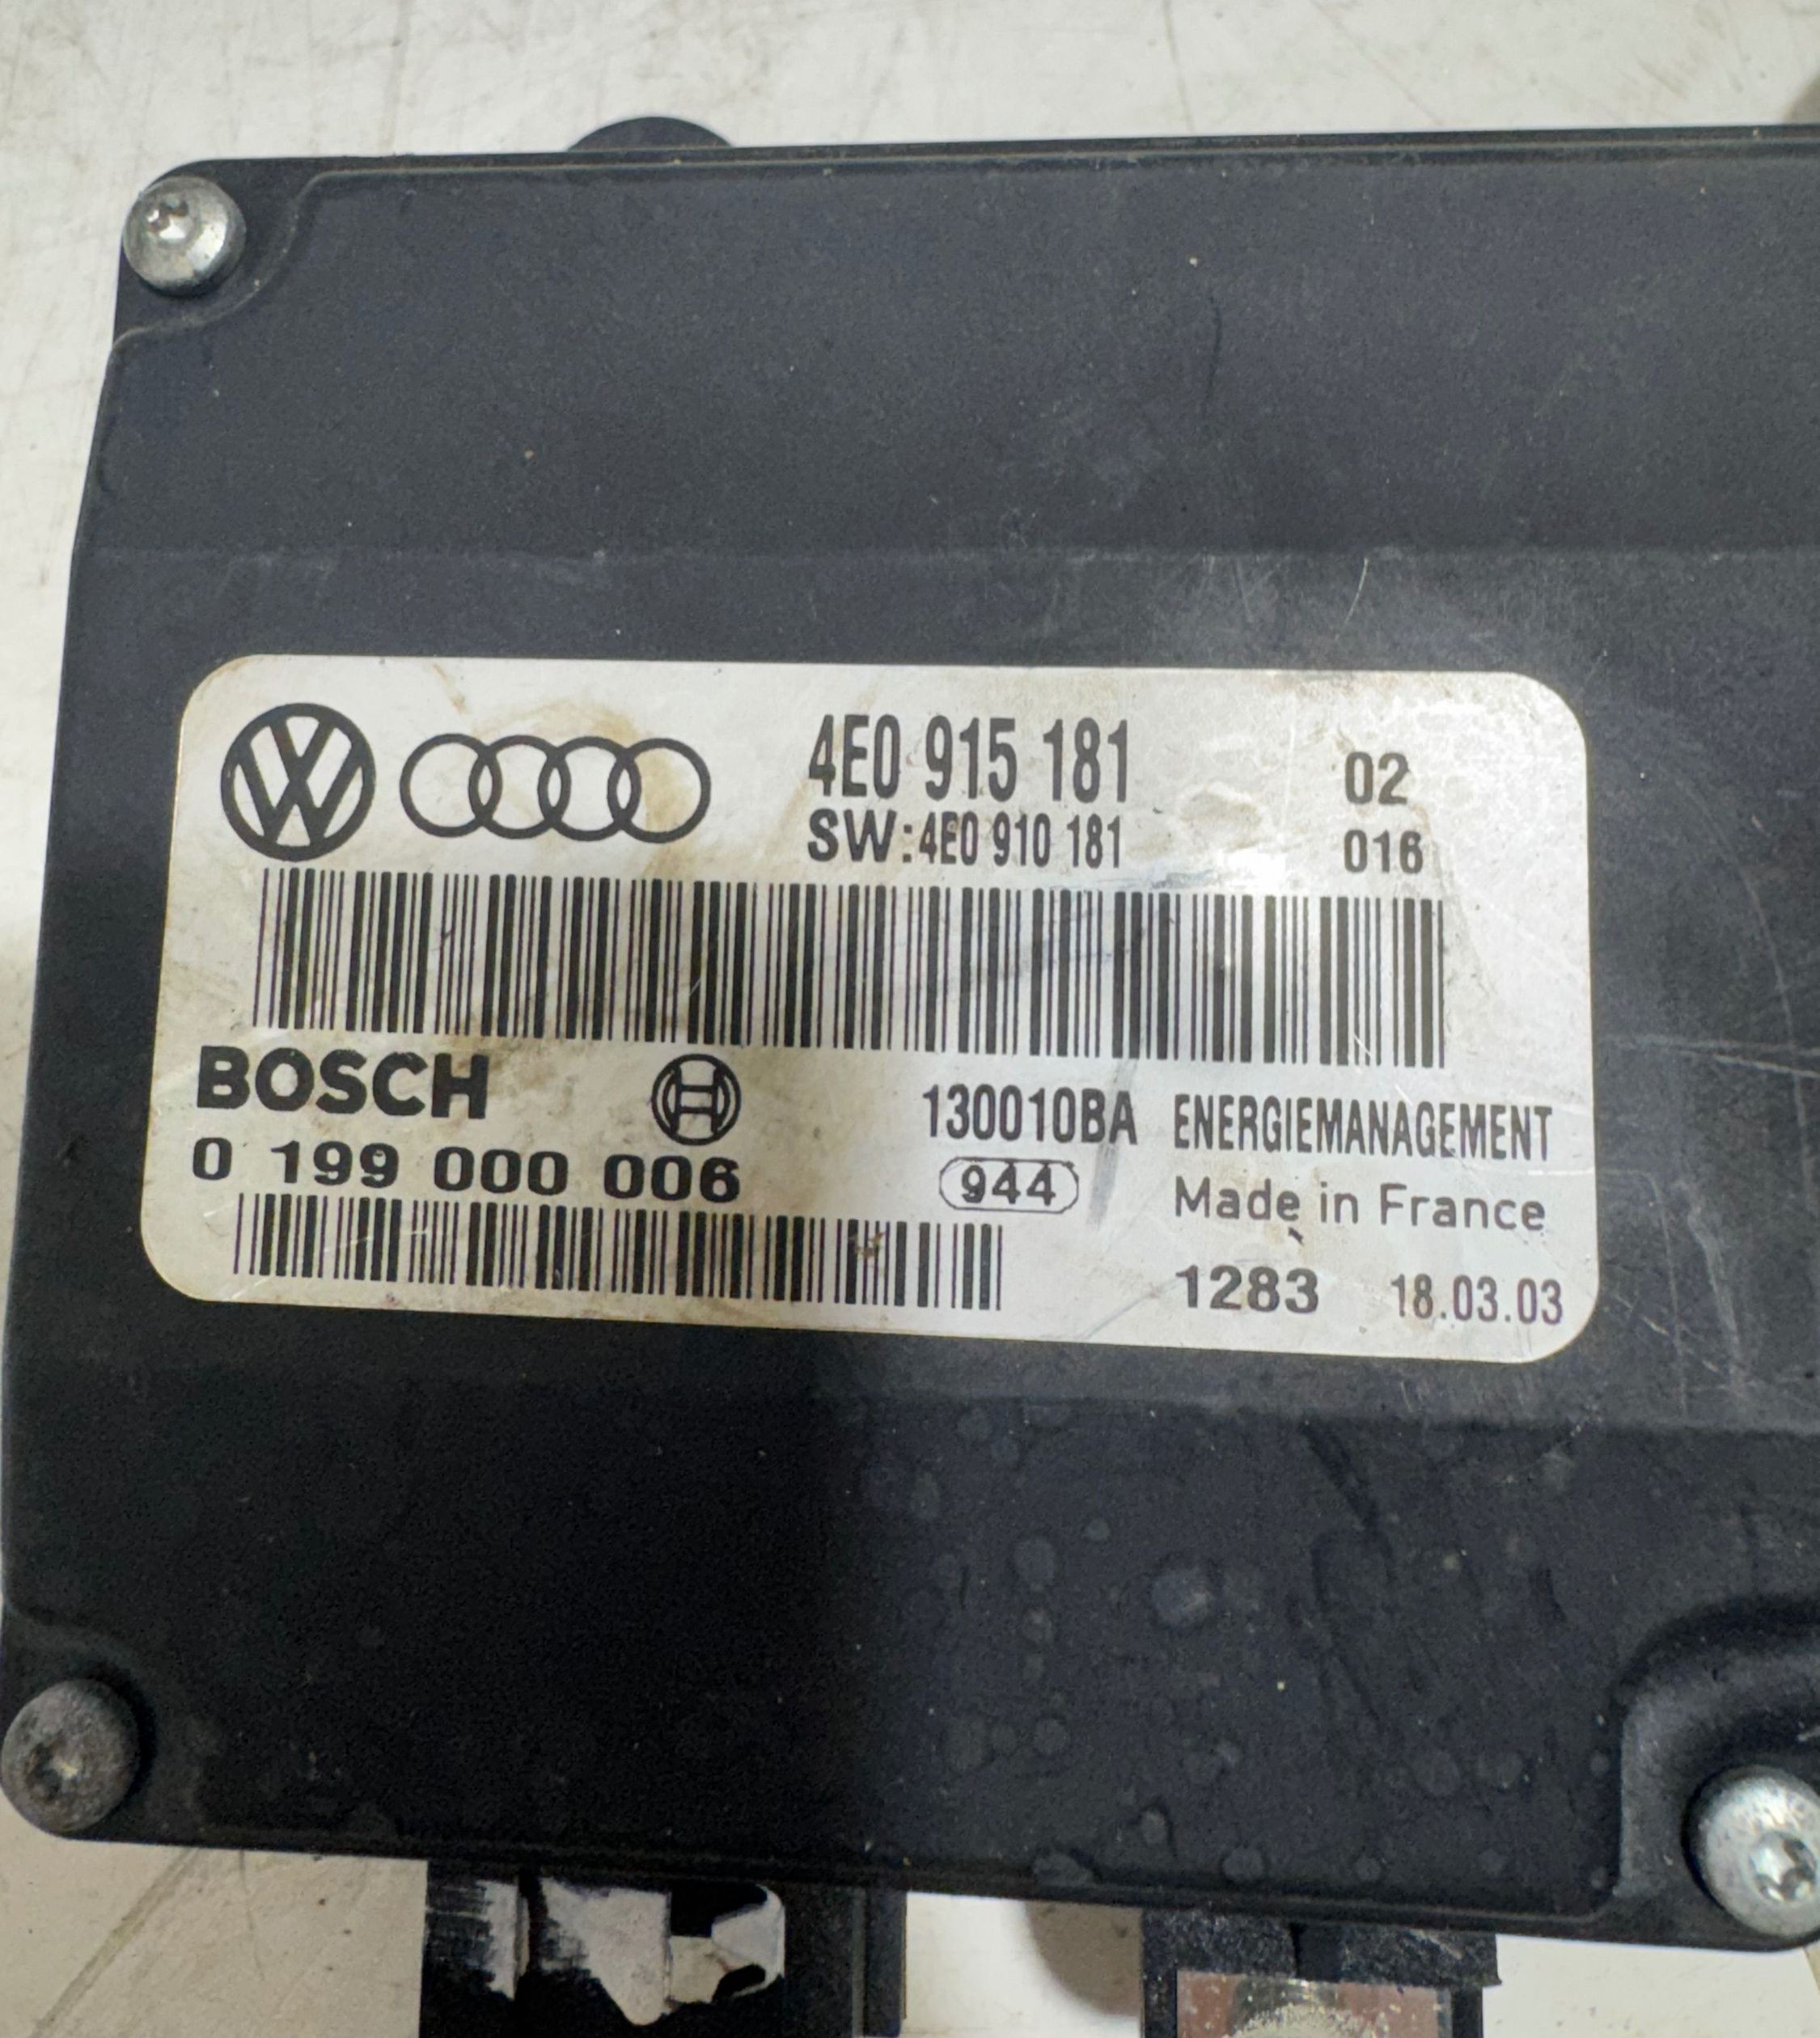 4E0 915 181 02
SW:4E0 910 181 016
BOSCH
0 199 000 006
130010BA ENERGIEMANAGEMENT
944 Made in France
1283 18.03.03